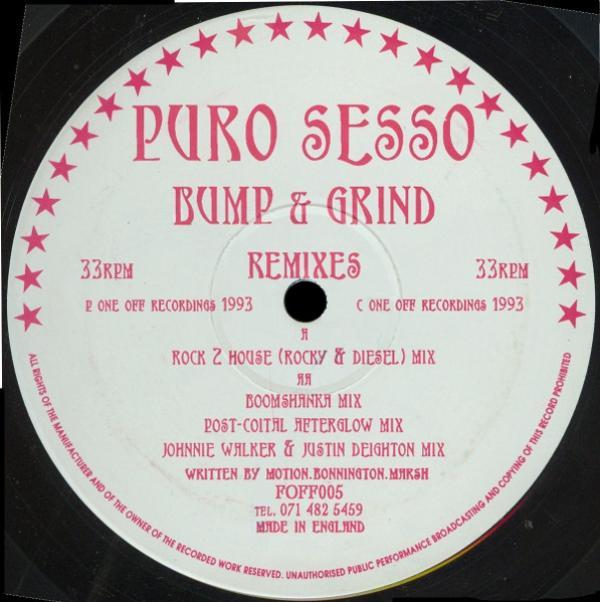 PURO SESSO
BUMP & GRIND
REMIXES
33RPM 33RPM
P ONE OFF RECORDINGS 1993 C ONE OFF RECORDINGS 1993
A
ROCK 2 HOUSE (ROCKY & DIESEL) MIX
AA
BOOMSHANKA MIX
POST-COITAL AFTERGLOW MIX
JOHNNIE WALKER & JUSTIN DEIGHTON MIX
WRITTEN BY MOTION.BONNINGTON.MARSH
FOFF005
TEL. 071 482 5459
MADE IN ENGLAND
ALL RIGHTS OF THE MANUFACTURER AND OF THE OWNER OF THE RECORDED WORK RESERVED. UNAUTHORISED PUBLIC PERFORMANCE BROADCASTING AND COPYING OF THIS RECORD PROHIBITED